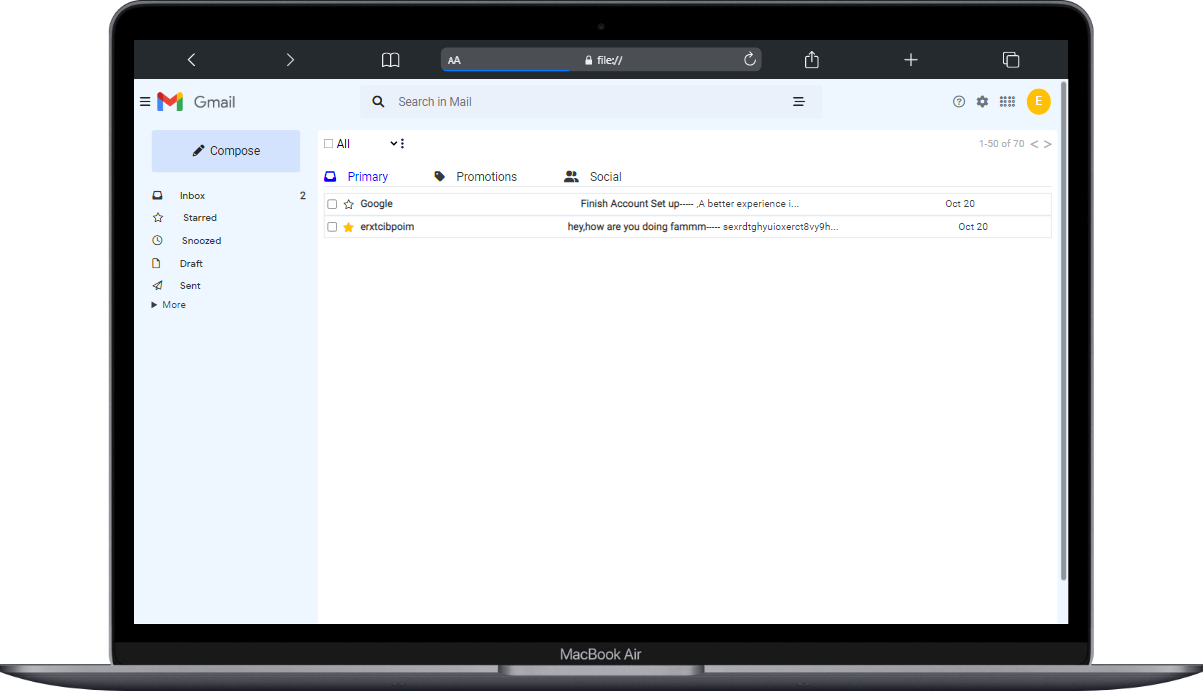 AA file://
Gmail Search in Mail E
Compose All 1-50 of 70 < >
Primary Promotions Social
Inbox 2
Starred
Snoozed
Draft
Sent
More
Google Finish Account Set up----- ,A better experience i... Oct 20
erxtcibpoim hey,how are you doing fammm----- sexrdtghyuioxerct8vy9h... Oct 20
MacBook Air